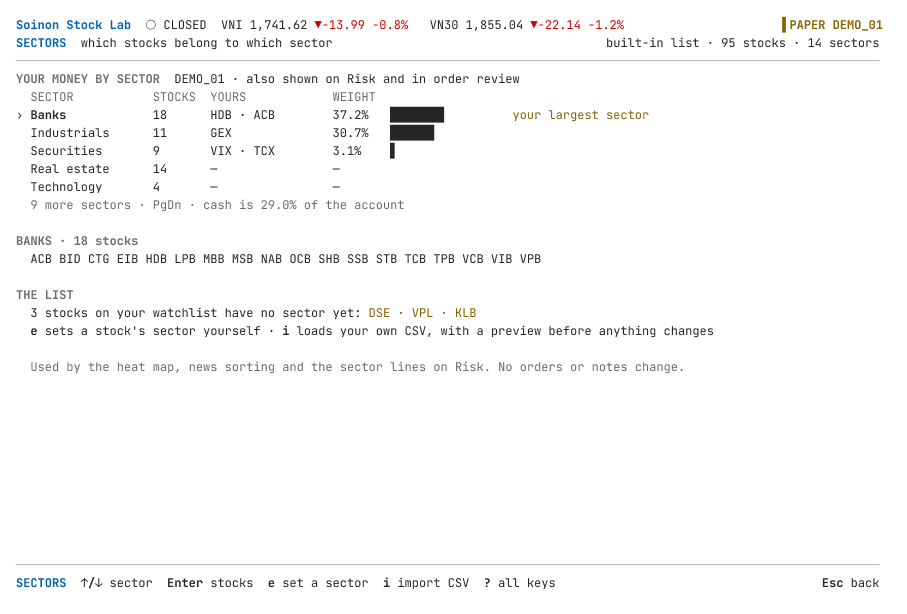 Soinon Stock Lab  ○ CLOSED  VNI 1,741.62 ▼-13.99 -0.8%  VN30 1,855.04 ▼-22.14 -1.2%  PAPER DEMO_01
SECTORS  which stocks belong to which sector  built-in list · 95 stocks · 14 sectors
YOUR MONEY BY SECTOR  DEMO_01 · also shown on Risk and in order review
SECTOR  STOCKS  YOURS  WEIGHT
› Banks  18  HDB · ACB  37.2%  your largest sector
Industrials  11  GEX  30.7%
Securities  9  VIX · TCX  3.1%
Real estate  14  —  —
Technology  4  —  —
9 more sectors · PgDn · cash is 29.0% of the account
BANKS · 18 stocks
ACB BID CTG EIB HDB LPB MBB MSB NAB OCB SHB SSB STB TCB TPB VCB VIB VPB
THE LIST
3 stocks on your watchlist have no sector yet: DSE · VPL · KLB
e sets a stock's sector yourself · i loads your own CSV, with a preview before anything changes
Used by the heat map, news sorting and the sector lines on Risk. No orders or notes change.
SECTORS  ↑/↓ sector  Enter stocks  e set a sector  i import CSV  ? all keys  Esc back